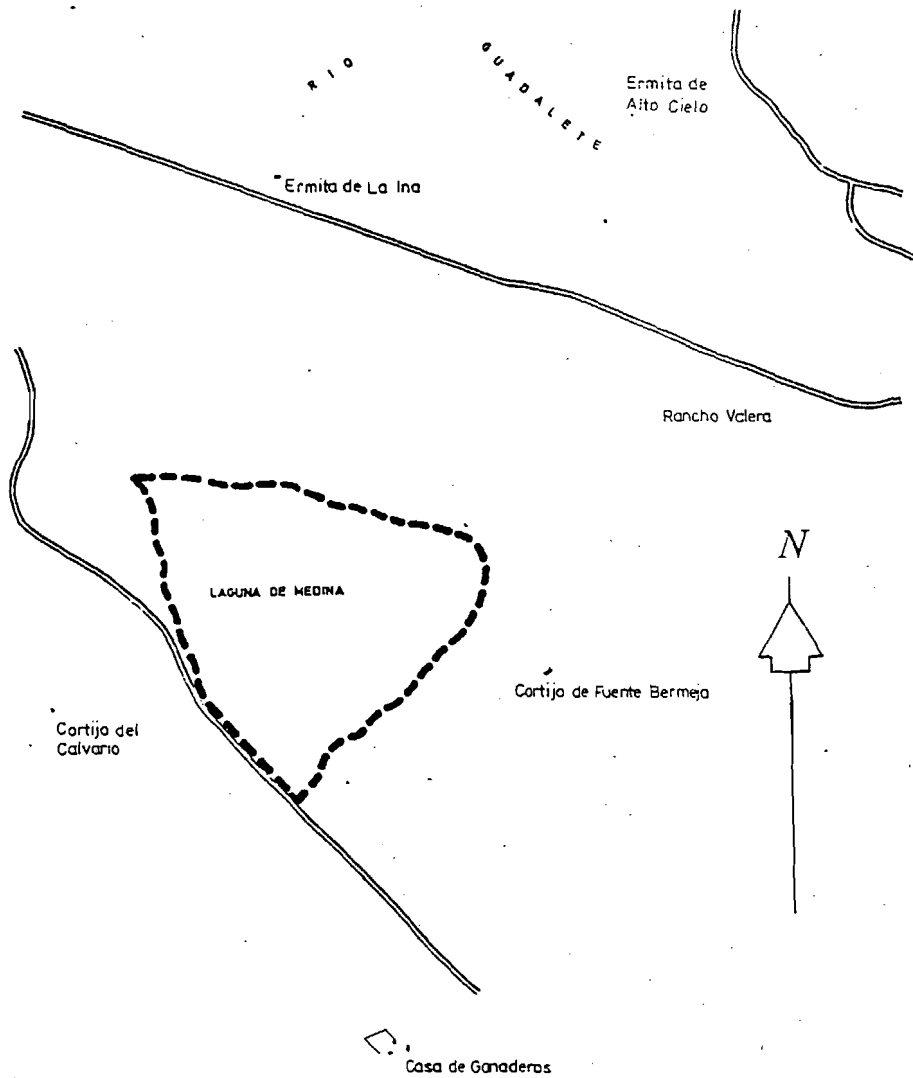 RIO
GUADALETE
Ermita de
Alto Cielo
Ermita de La Ina
Rancho Valera
N
LAGUNA DE MEDINA
Cortijo de Fuente Bermeja
Cortijo del
Calvario
Casa de Ganaderos